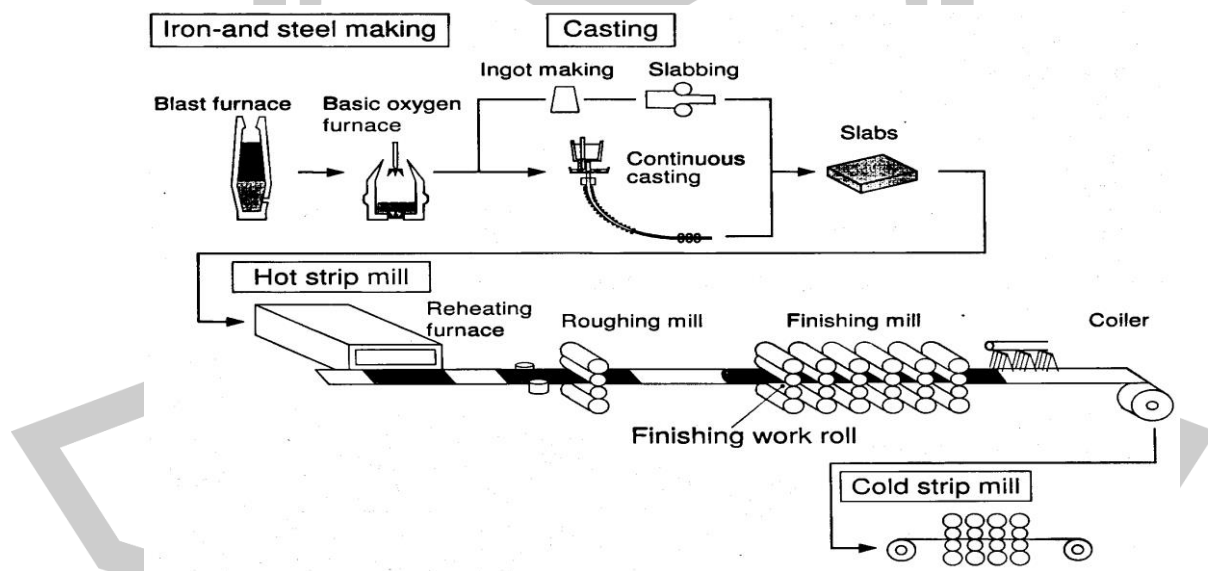 Iron-and steel making
Casting
Ingot making
Slabbing
Blast furnace
Basic oxygen
furnace
Continuous
casting
Slabs
Hot strip mill
Reheating
furnace
Roughing mill
Finishing mill
Coiler
Finishing work roll
Cold strip mill